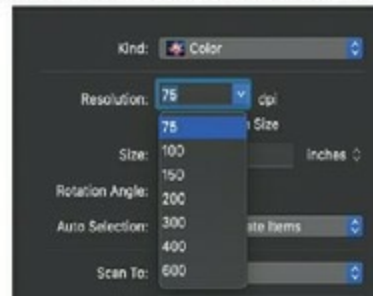 Kind: Color
Resolution: 75 dpi
75
Size
100
Size: inches
150
Rotation Angle:
200
Auto Selection: 300 ate Items
400
Scan To: 600